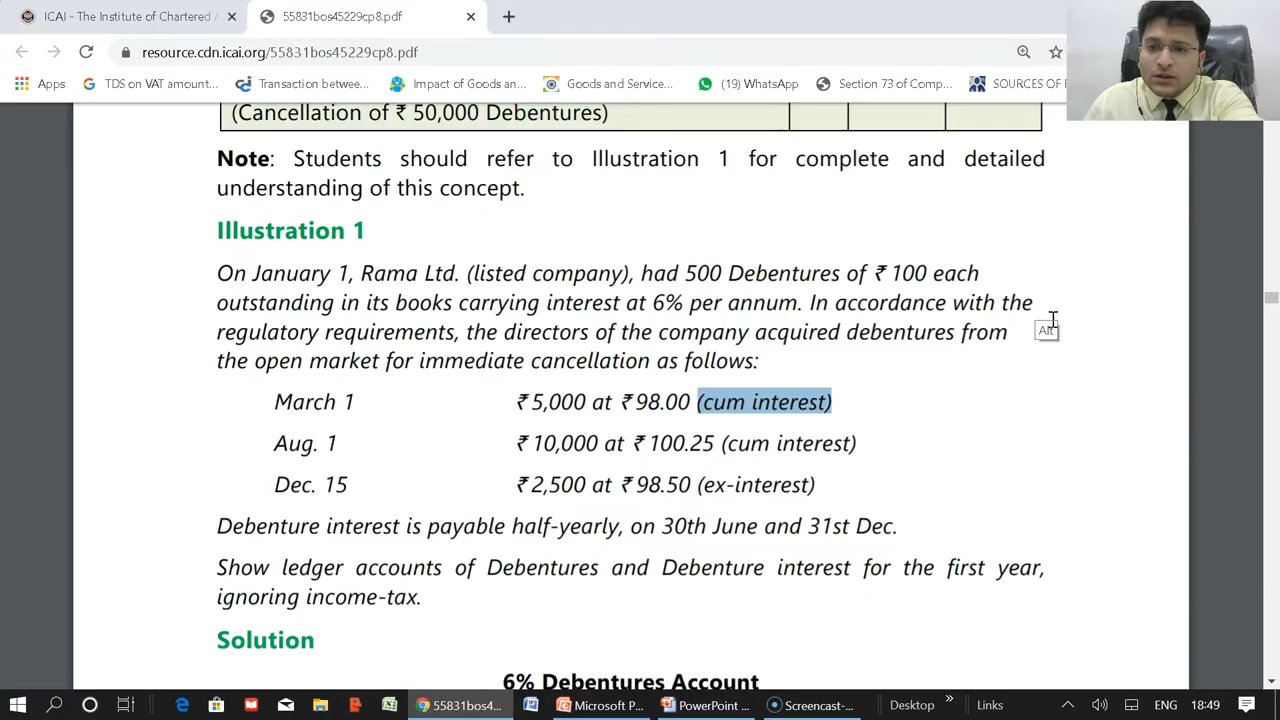 ICAI - The Institute of Chartered A
55831bos45229cp8.pdf
resource.cdn.icai.org/55831bos45229cp8.pdf
Apps
TDS on VAT amount...
Transaction betwee...
Impact of Goods an...
Goods and Service...
(19) WhatsApp
Section 73 of Comp...
SOURCES OF
(Cancellation of ₹ 50,000 Debentures)
Note: Students should refer to Illustration 1 for complete and detailed
understanding of this concept.
Illustration 1
On January 1, Rama Ltd. (listed company), had 500 Debentures of ₹ 100 each
outstanding in its books carrying interest at 6% per annum. In accordance with the
regulatory requirements, the directors of the company acquired debentures from
the open market for immediate cancellation as follows:
March 1 ₹ 5,000 at ₹ 98.00 (cum interest)
Aug. 1 ₹ 10,000 at ₹ 100.25 (cum interest)
Dec. 15 ₹ 2,500 at ₹ 98.50 (ex-interest)
Debenture interest is payable half-yearly, on 30th June and 31st Dec.
Show ledger accounts of Debentures and Debenture interest for the first year,
ignoring income-tax.
Solution
6% Debentures Account
55831bos4...
Microsoft P...
PowerPoint ...
Screencast-...
Desktop
Links
ENG
18:49